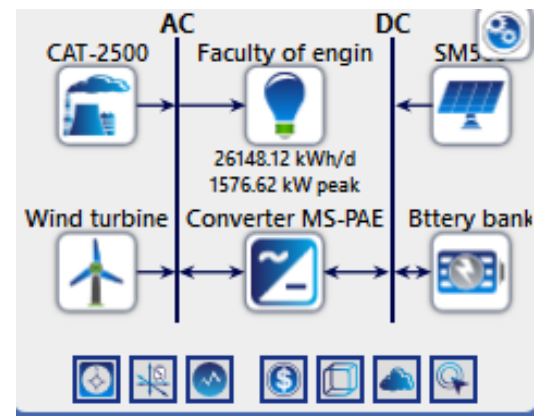 AC DC
CAT-2500 Faculty of engin
26148.12 kWh/d
1576.62 kW peak
Wind turbine Converter MS-PAE Bttery bank